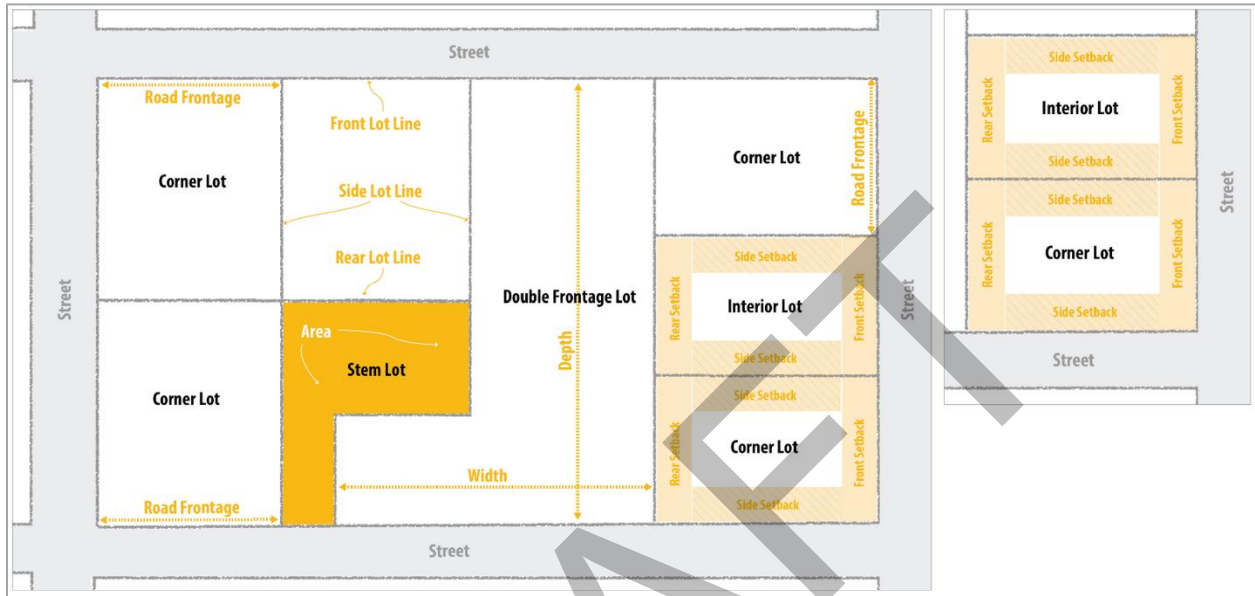 Street
Road Frontage
Front Lot Line
Corner Lot
Side Lot Line
Rear Lot Line
Street
Area
Stem Lot
Corner Lot
Road Frontage
Double Frontage Lot
Depth
Width
Corner Lot
Road Frontage
Side Setback
Rear Setback
Interior Lot
Front Setback
Side Setback
Side Setback
Rear Setback
Corner Lot
Front Setback
Side Setback
Street
Street
Side Setback
Rear Setback
Interior Lot
Front Setback
Side Setback
Side Setback
Rear Setback
Corner Lot
Front Setback
Side Setback
Street
Street
AFT